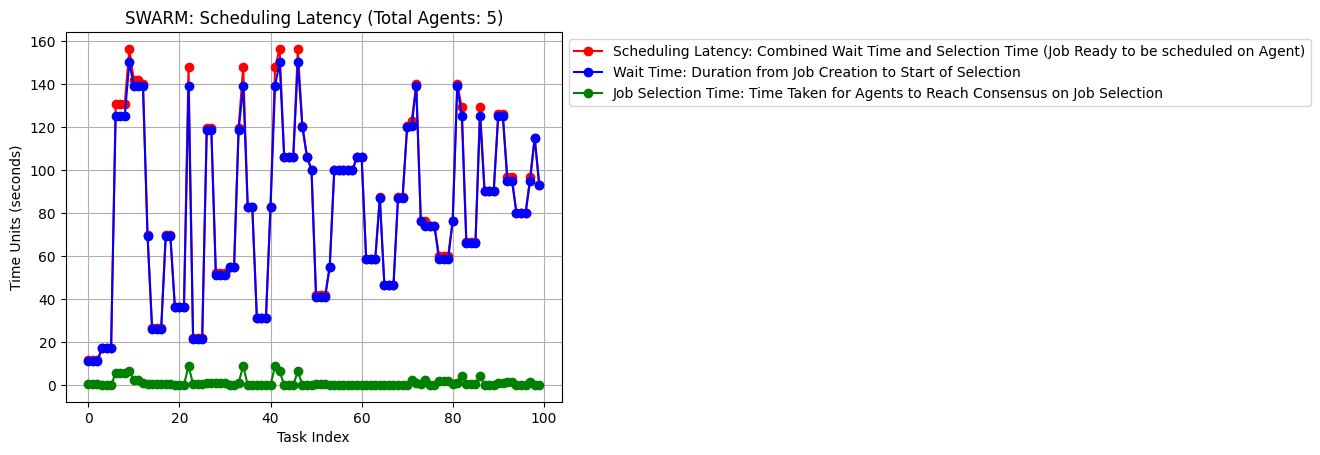 SWARM: Scheduling Latency (Total Agents: 5)
Scheduling Latency: Combined Wait Time and Selection Time (Job Ready to be scheduled on Agent)
Wait Time: Duration from Job Creation to Start of Selection
Job Selection Time: Time Taken for Agents to Reach Consensus on Job Selection
Time Units (seconds)
160
140
120
100
80
60
40
20
0
0 20 40 60 80 100
Task Index